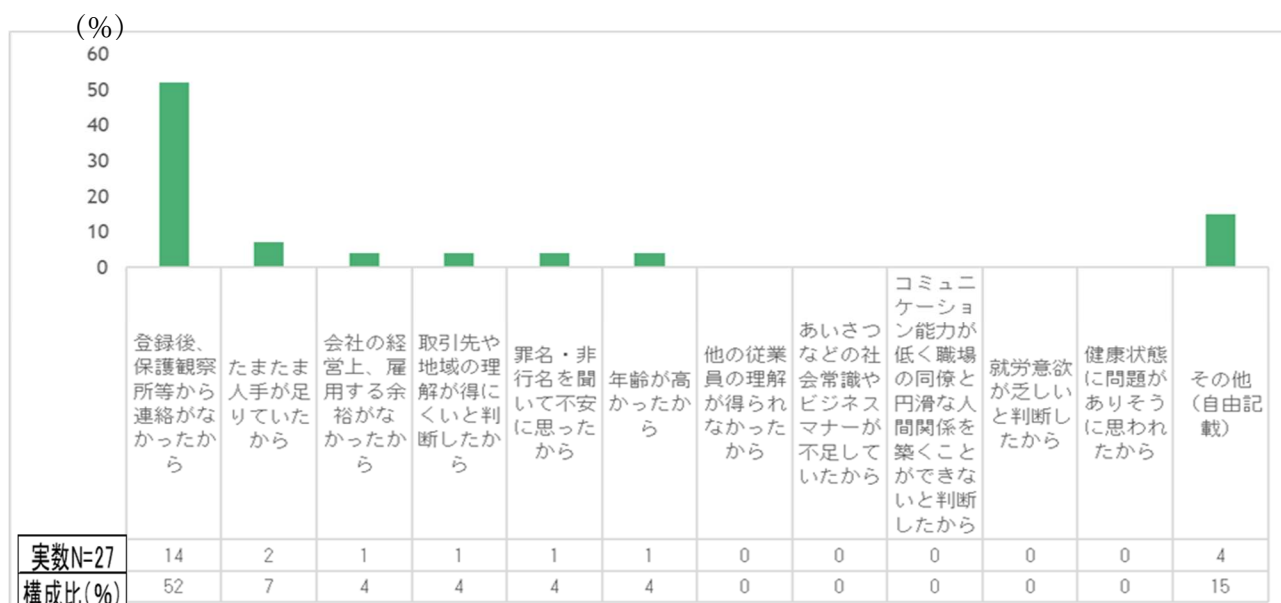 (%)
60
50
40
30
20
10
0
登録後、
保護観察
所等から
連絡がな
かったか
ら
たまたま
人手が足
りていた
から
会社の経
営上、雇
用する余
裕がな
かったか
ら
取引先や
地域の理
解が得に
くいと判
断したか
ら
罪名・非
行名を聞
いて不安
に思った
から
年齢が高
かったか
ら
他の従業
員の理解
が得られ
なかった
から
あいさつ
などの社
会常識や
ビジネス
マナーが
不足して
いたから
コミュニ
ケーショ
ン能力が
低く職場
の同僚と
円滑な人
間関係を
築くこと
ができな
いと判断
したから
就労意欲
が乏しい
と判断し
たから
健康状態
に問題が
ありそう
に思われ
たから
その他
（自由記
載）
実数N=27 14 2 1 1 1 1 0 0 0 0 0 4
構成比(%) 52 7 4 4 4 4 0 0 0 0 0 15